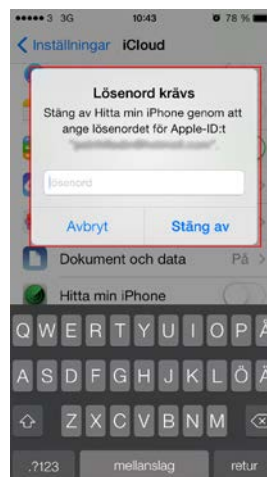 3 3G 10:43 78 %
Inställningar iCloud
Lösenord krävs
Stäng av Hitta min iPhone genom att
ange lösenordet för Apple-ID:t
lösenord
Avbryt Stäng av
Dokument och data På
Hitta min iPhone
Q W E R T Y U I O P Å
A S D F G H J K L Ö Ä
Z X C V B N M
.?123 mellanslag retur